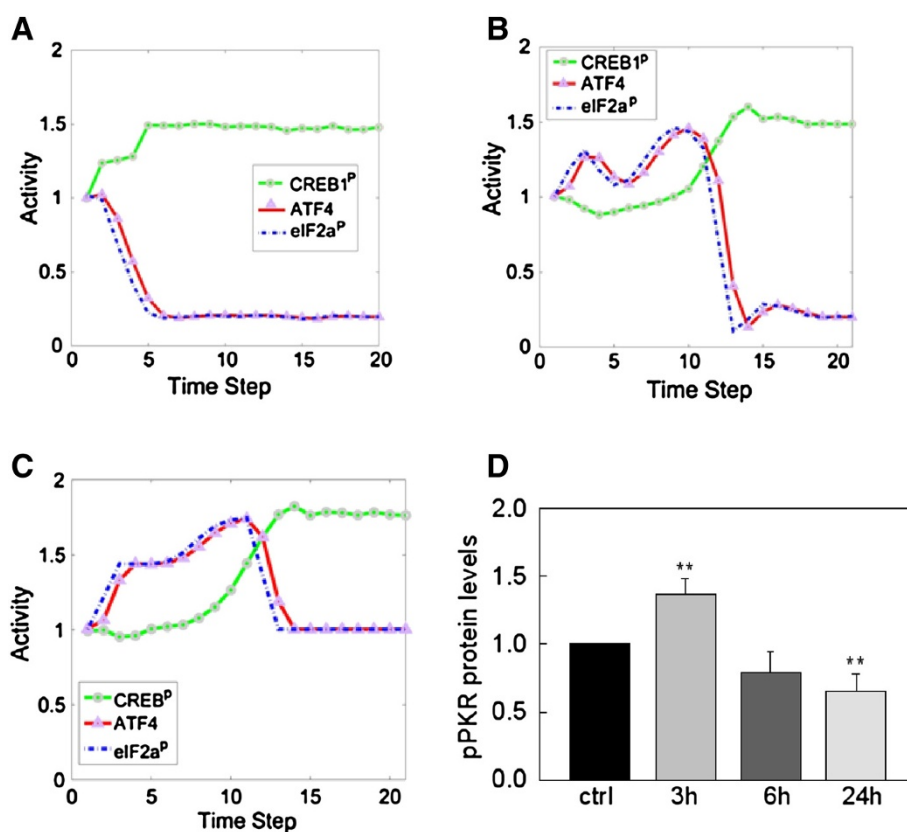 A
2
1.5
1
0.5
0
Activity
CREB1ᴾ
ATF4
eIF2aᴾ
0 5 10 15 20
Time Step
B
2
1.5
1
0.5
0
Activity
CREB1ᴾ
ATF4
eIF2aᴾ
0 5 10 15 20
Time Step
C
2
1.5
1
0.5
0
Activity
CREBᴾ
ATF4
eIF2aᴾ
0 5 10 15 20
Time Step
D
2.0
1.5
1.0
0.5
0.0
pPKR protein levels
**
**
ctrl 3h 6h 24h